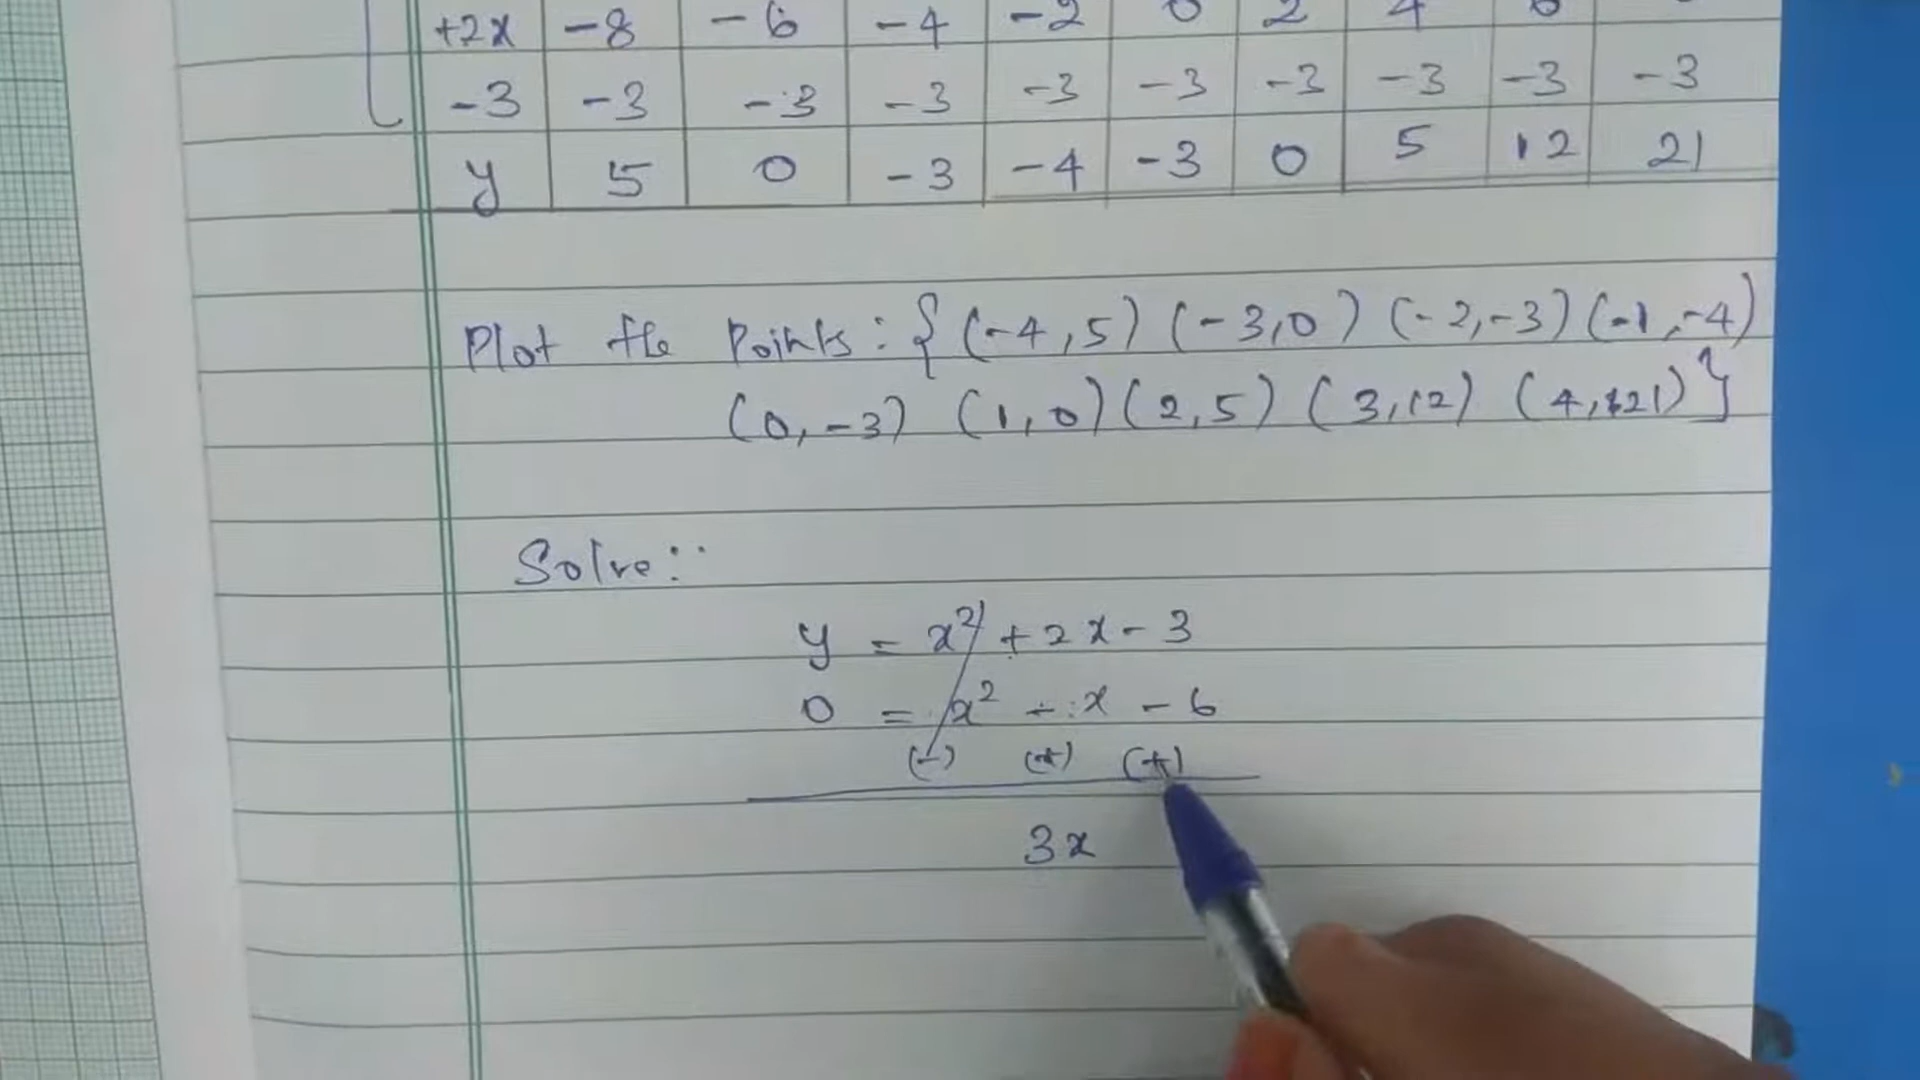 +2x -8 -6 -4 -2 0 2 4 6
-3 -3 -3 -3 -3 -3 -3 -3 -3 -3
y 5 0 -3 -4 -3 0 5 12 21
Plot the Points: {(-4,5) (-3,0) (-2,-3) (-1,-4)
(0,-3) (1,0) (2,5) (3,12) (4,21)}
Solve:
y = x² + 2x - 3
0 = x² - x - 6
(-) (+) (+)
3x